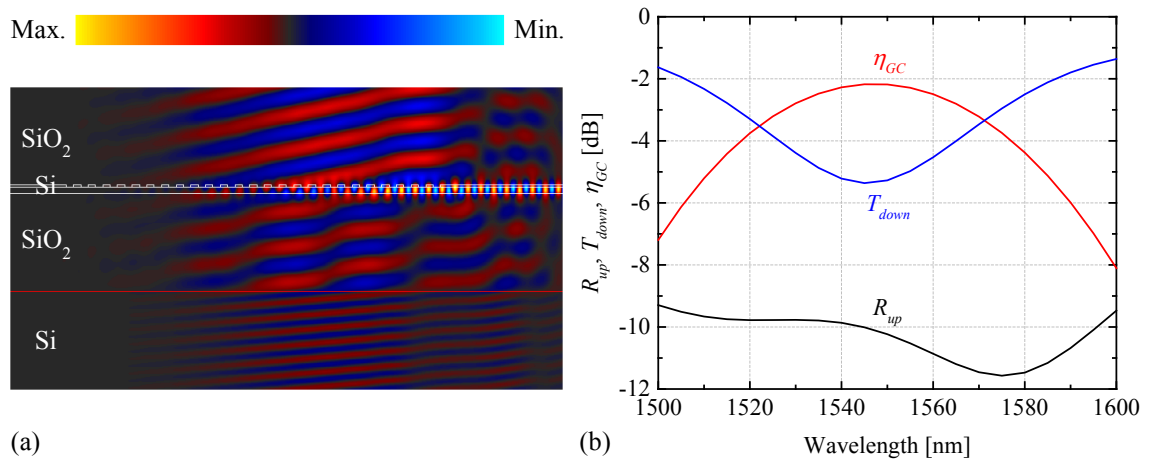 Max.
Min.
SiO2
Si
SiO2
Si
(a)
0
-2
-4
-6
-8
-10
-12
Rup, Tdown, ηGC [dB]
ηGC
Tdown
Rup
1500
1520
1540
1560
1580
1600
Wavelength [nm]
(b)